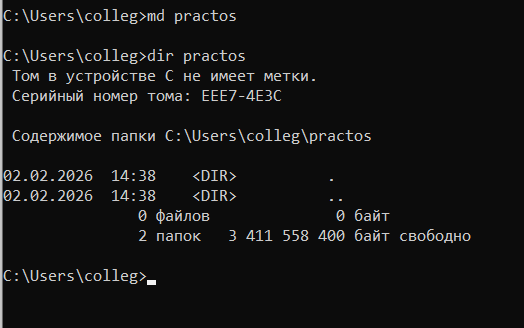 C:\Users\colleg>md practos
C:\Users\colleg>dir practos
Том в устройстве C не имеет метки.
Серийный номер тома: EEE7-4E3C
Содержимое папки C:\Users\colleg\practos
02.02.2026  14:38    <DIR>          .
02.02.2026  14:38    <DIR>          ..
0 файлов              0 байт
2 папок   3 411 558 400 байт свободно
C:\Users\colleg>